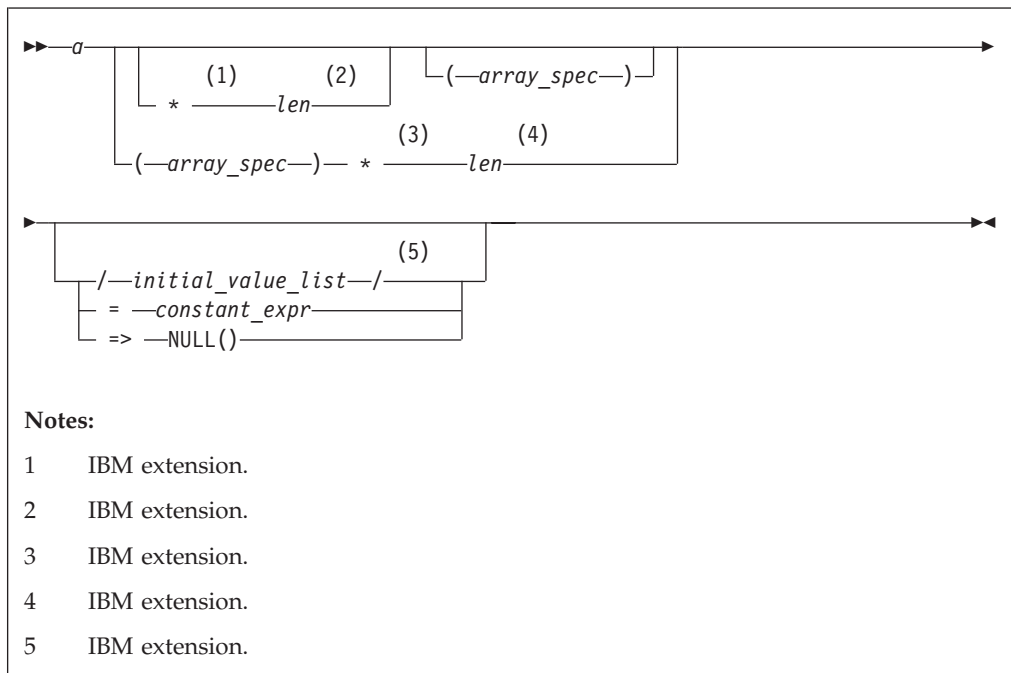 a
(1) (2) ( array_spec )
* len
(3) (4)
( array_spec ) * len
(5)
/ initial_value_list /
= constant_expr
=> NULL()
Notes:
1 IBM extension.
2 IBM extension.
3 IBM extension.
4 IBM extension.
5 IBM extension.